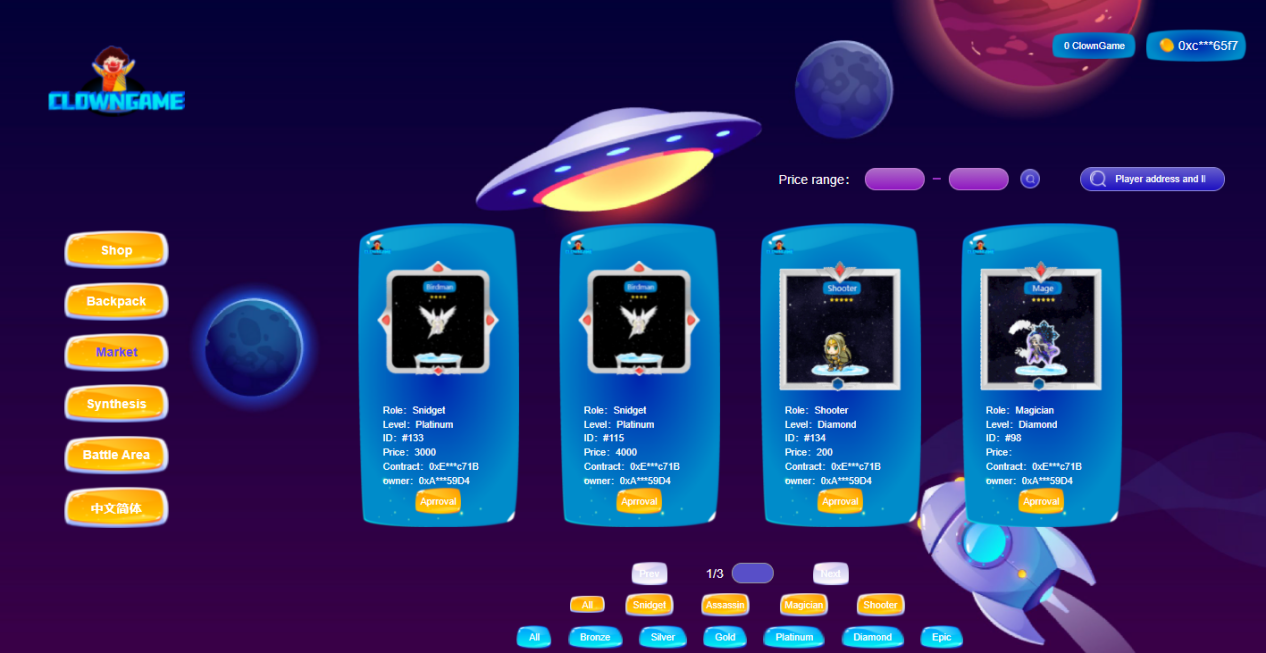 0 ClownGame
0xc***65f7
CLOWNGAME
Price range：
–
Player address and I
Shop
Backpack
Market
Synthesis
Battle Area
中文简体
Birdman
Role：Snidget
Level：Platinum
ID：#133
Price：3000
Contract：0xE***c71B
owner：0xA***59D4
Aprroval
Birdman
Role：Snidget
Level：Platinum
ID：#115
Price：4000
Contract：0xE***c71B
owner：0xA***59D4
Aprroval
Shooter
Role：Shooter
Level：Diamond
ID：#134
Price：200
Contract：0xE***c71B
owner：0xA***59D4
Aprroval
Mage
Role：Magician
Level：Diamond
ID：#98
Price：
Contract：0xE***c71B
owner：0xA***59D4
Aprroval
Prev
1/3
Next
All
Snidget
Assassin
Magician
Shooter
All
Bronze
Silver
Gold
Platinum
Diamond
Epic